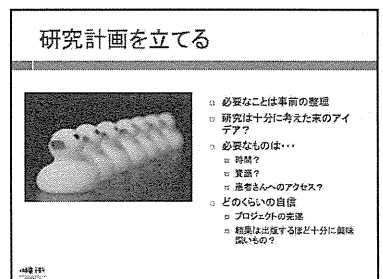 研究計画を立てる
必要なことは事前の整理
研究は十分に考えた末のアイ
デア?
必要なものは・・・
時間?
資源?
患者さんへのアクセス?
どのくらいの自信
プロジェクトの完遂
結果は出版するほど十分に興味
深いもの?